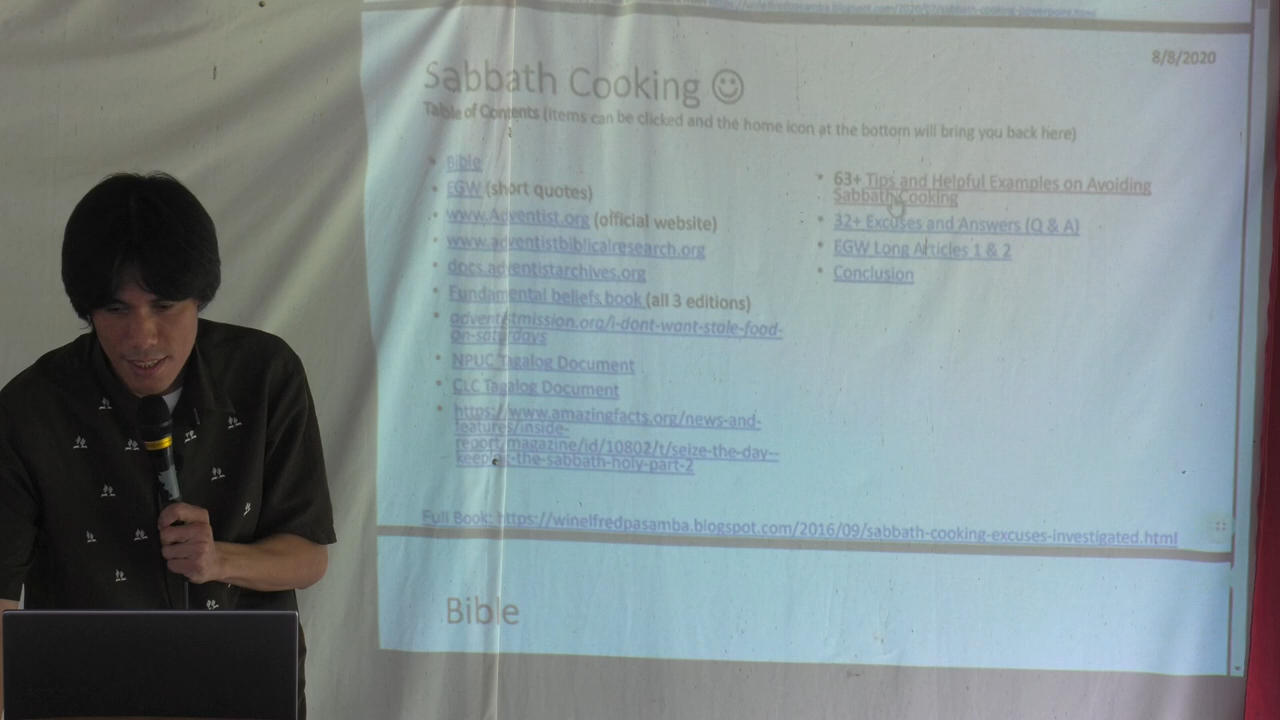 8/8/2020
Sabbath Cooking ☺
Table of Contents (items can be clicked and the home icon at the bottom will bring you back here)
• Bible
• EGW (short quotes)
• www.Adventist.org (official website)
• www.adventistbiblicalresearch.org
• docs.adventistarchives.org
• Fundamental beliefs book (all 3 editions)
• adventistmission.org/i-dont-want-stale-food-
on-saturdays
• NPUC Tagalog Document
• CLC Tagalog Document
• https://www.amazingfacts.org/news-and-
features/inside-
report/magazine/id/10802/t/seize-the-day--
keeping-the-sabbath-holy-part-2
• 63+ Tips and Helpful Examples on Avoiding
Sabbath Cooking
• 32+ Excuses and Answers (Q & A)
• EGW Long Articles 1 & 2
• Conclusion
Full Book: https://winelfredpasamba.blogspot.com/2016/09/sabbath-cooking-excuses-investigated.html
Bible